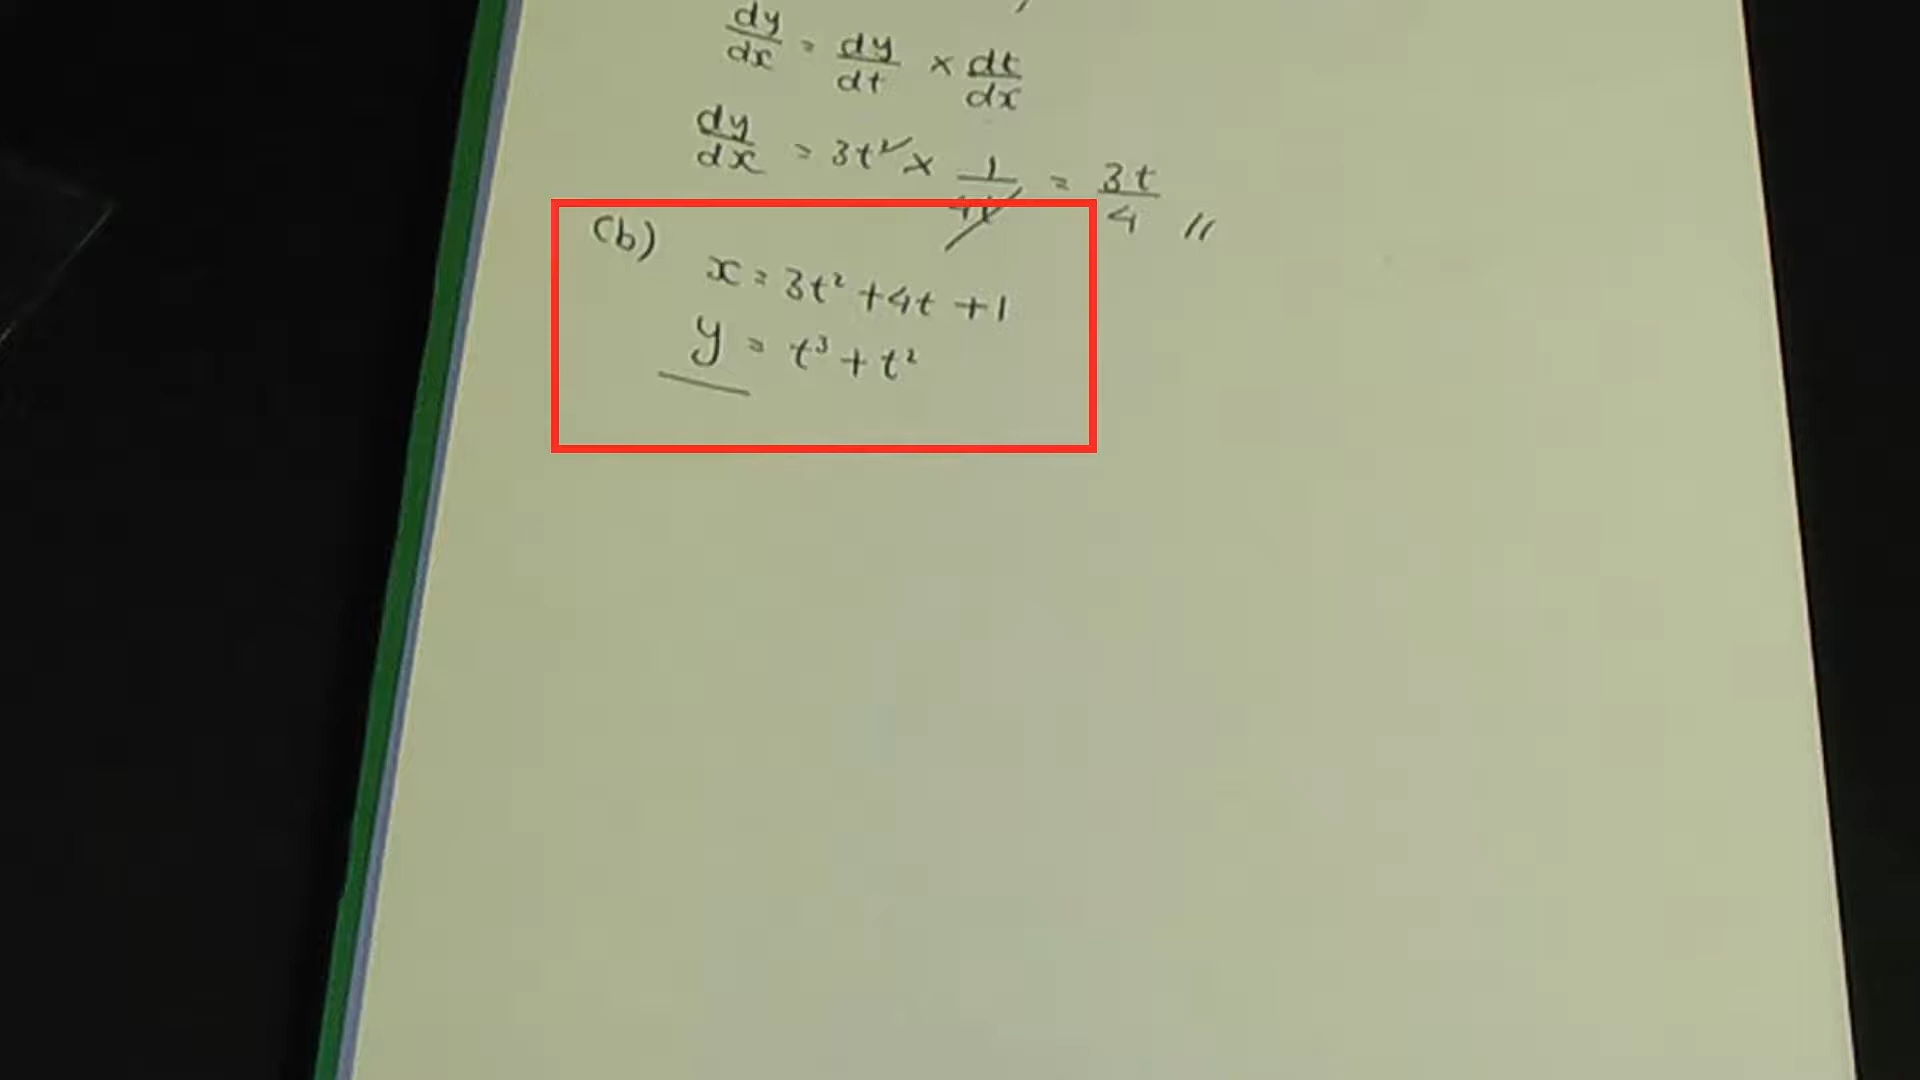 dy/dx = dy/dt × dt/dx
dy/dx = 3t² × 1/4t = 3t/4 //
(b)
x = 3t² + 4t + 1
y = t³ + t²